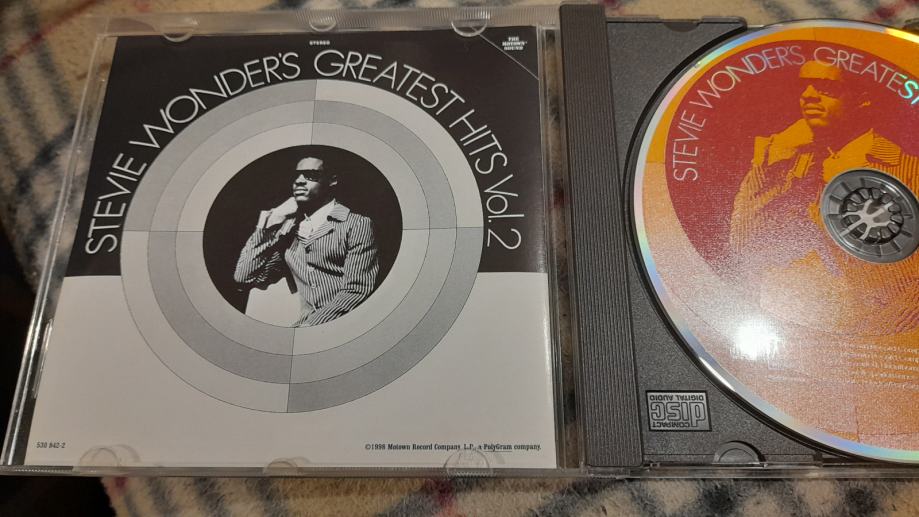 STEREO
THE
MOTOWN
SOUND
STEVIE WONDER'S GREATEST HITS Vol. 2
530 942-2
©1998 Motown Record Company, L.P., a PolyGram company.
STEVIE WONDER'S GREATEST
COMPACT
disc
DIGITAL AUDIO